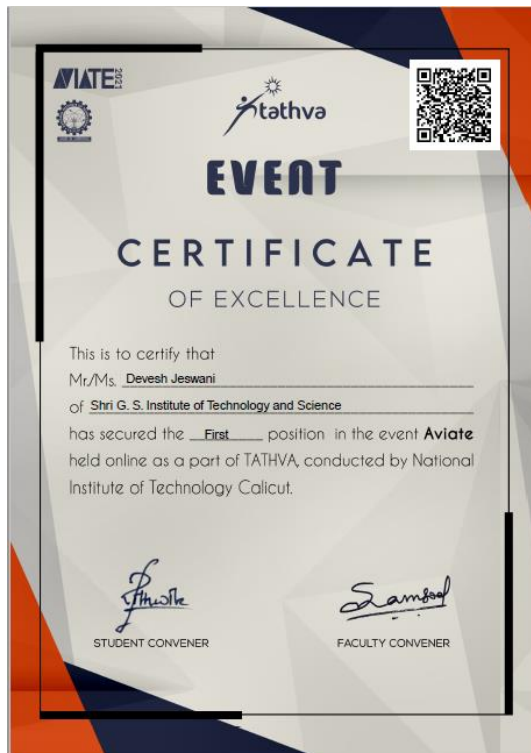 AVIATE 2021
tathva
EVENT
CERTIFICATE
OF EXCELLENCE
This is to certify that
Mr/Ms. Devesh Jeswani
of Shri G. S. Institute of Technology and Science
has secured the First position in the event Aviate
held online as a part of TATHVA, conducted by National
Institute of Technology Calicut.
STUDENT CONVENER
FACULTY CONVENER